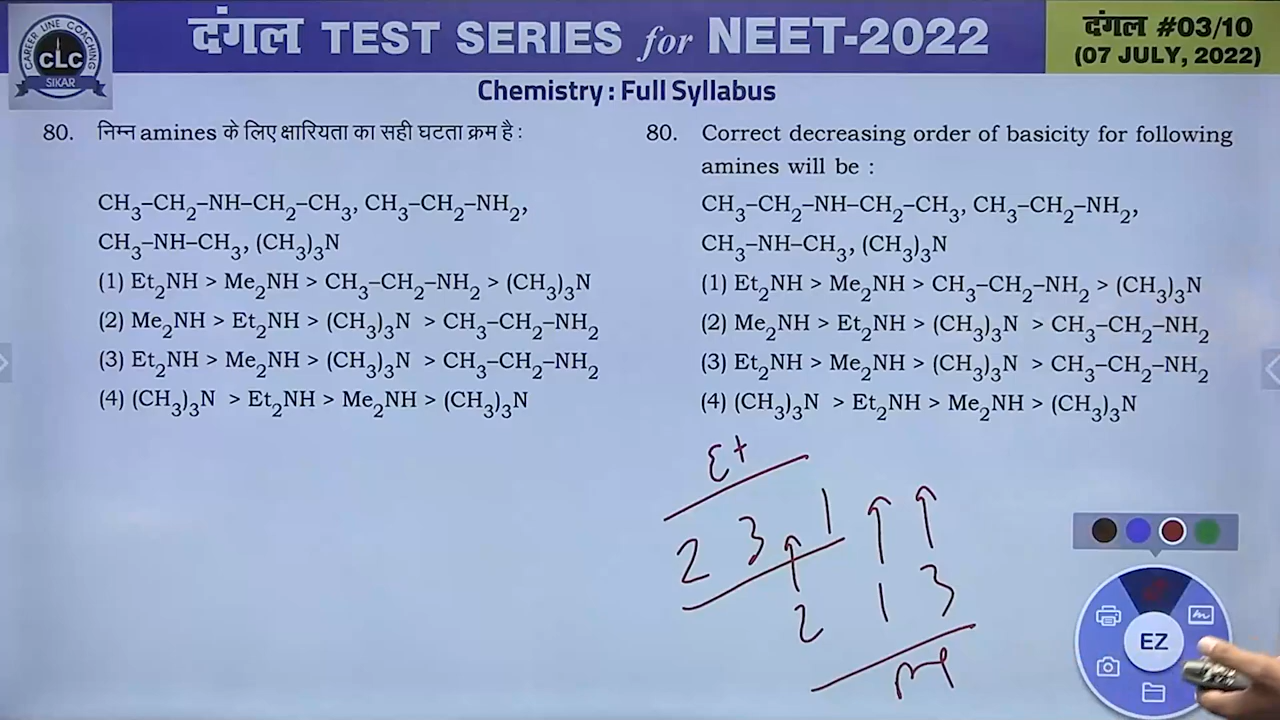 CAREER LINE COACHING
CLC
SIKAR
दंगल TEST SERIES for NEET-2022
दंगल #03/10
(07 JULY, 2022)
Chemistry : Full Syllabus
80. निम्न amines के लिए क्षारियता का सही घटता क्रम है :
CH₃–CH₂–NH–CH₂–CH₃, CH₃–CH₂–NH₂,
CH₃–NH–CH₃, (CH₃)₃N
(1) Et₂NH > Me₂NH > CH₃–CH₂–NH₂ > (CH₃)₃N
(2) Me₂NH > Et₂NH > (CH₃)₃N > CH₃–CH₂–NH₂
(3) Et₂NH > Me₂NH > (CH₃)₃N > CH₃–CH₂–NH₂
(4) (CH₃)₃N > Et₂NH > Me₂NH > (CH₃)₃N
80. Correct decreasing order of basicity for following
amines will be :
CH₃–CH₂–NH–CH₂–CH₃, CH₃–CH₂–NH₂,
CH₃–NH–CH₃, (CH₃)₃N
(1) Et₂NH > Me₂NH > CH₃–CH₂–NH₂ > (CH₃)₃N
(2) Me₂NH > Et₂NH > (CH₃)₃N > CH₃–CH₂–NH₂
(3) Et₂NH > Me₂NH > (CH₃)₃N > CH₃–CH₂–NH₂
(4) (CH₃)₃N > Et₂NH > Me₂NH > (CH₃)₃N
Et
2 3 1
2 1 3
Me
EZ